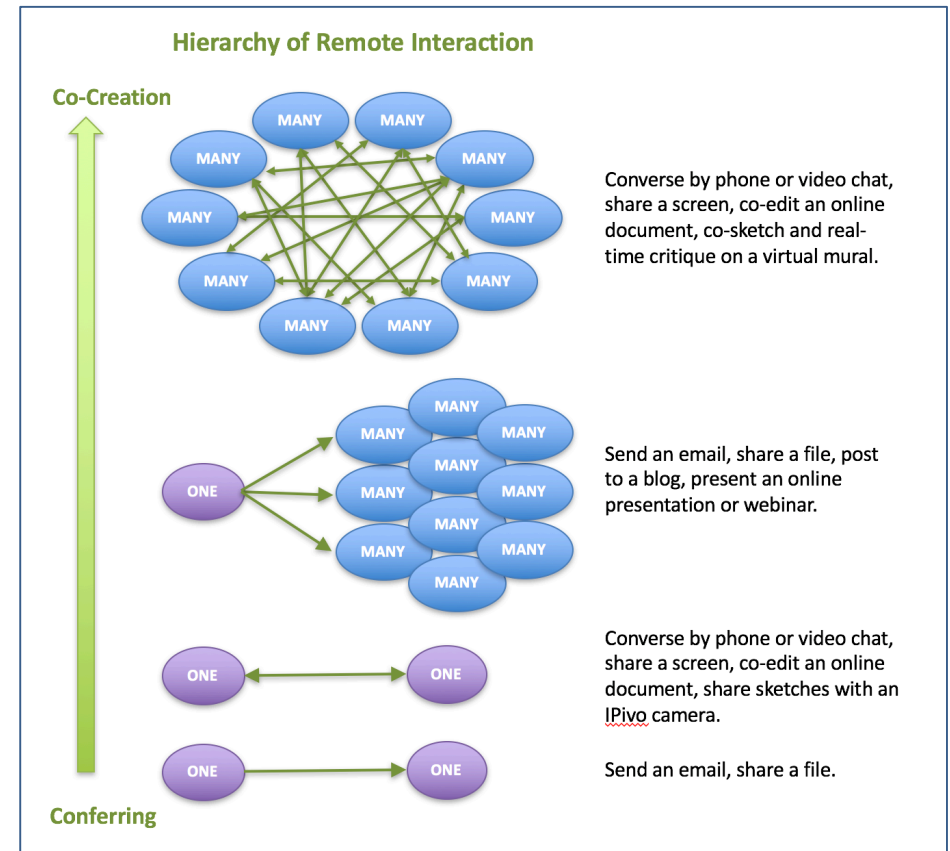 Hierarchy of Remote Interaction
Co-Creation
MANY
MANY
MANY
MANY
MANY
MANY
MANY
MANY
MANY
MANY
Converse by phone or video chat,
share a screen, co-edit an online
document, co-sketch and real-
time critique on a virtual mural.
ONE
MANY
MANY
MANY
MANY
MANY
MANY
MANY
MANY
MANY
MANY
Send an email, share a file, post
to a blog, present an online
presentation or webinar.
ONE
ONE
Converse by phone or video chat,
share a screen, co-edit an online
document, share sketches with an
IPivo camera.
ONE
ONE
Send an email, share a file.
Conferring